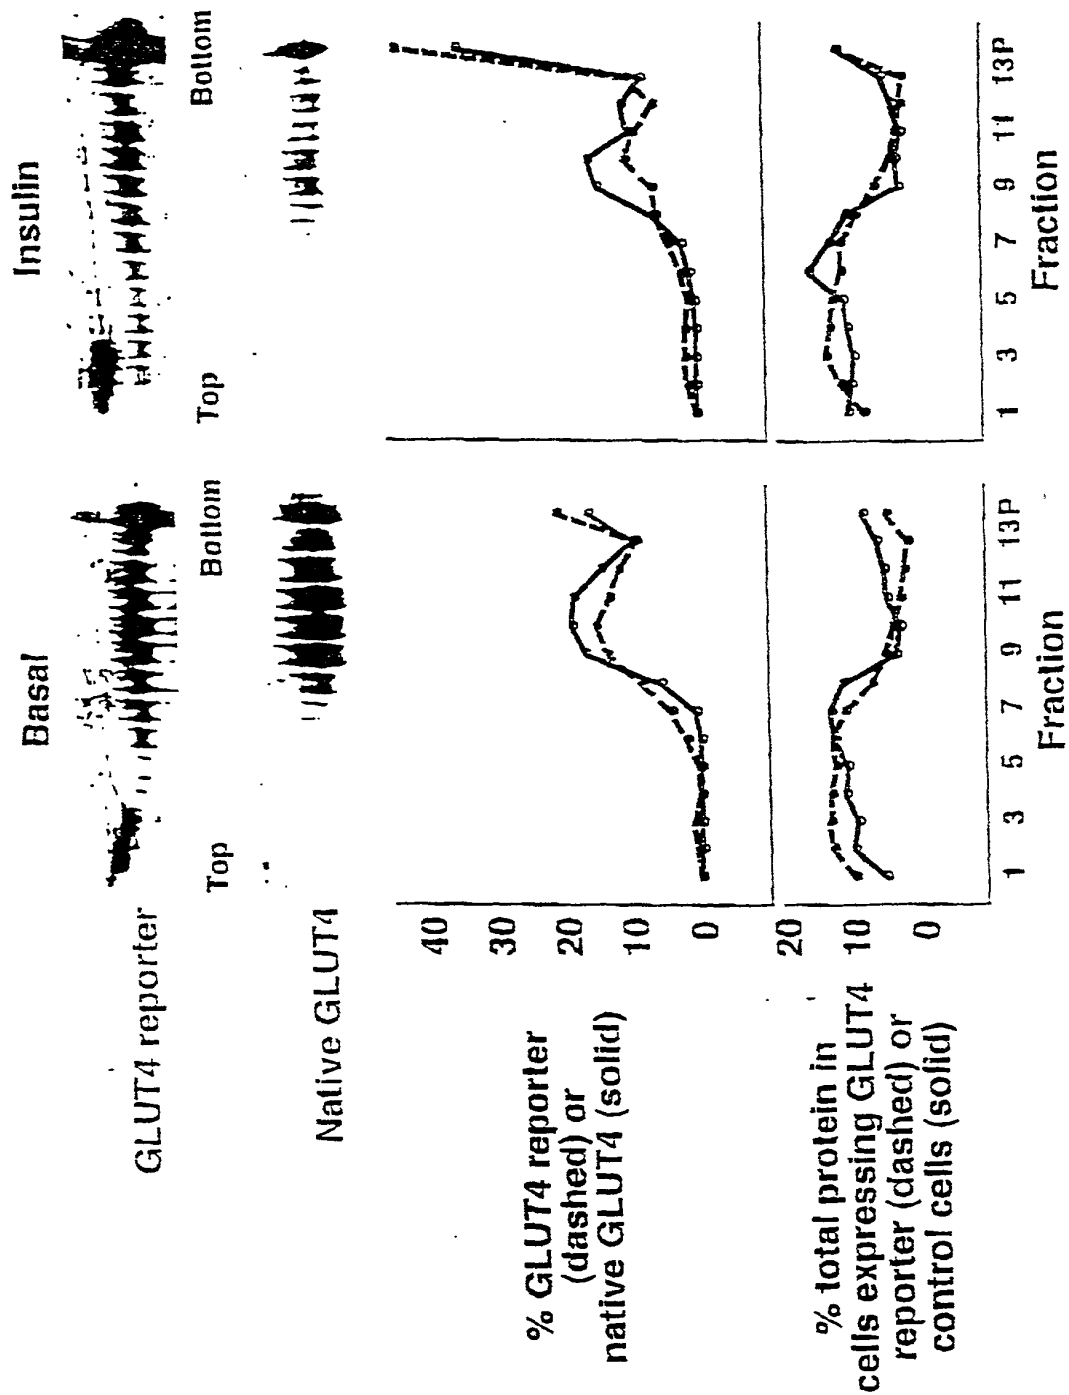 Basal
Insulin
GLUT4 reporter
Top
Bottom
Top
Bottom
Native GLUT4
% GLUT4 reporter
(dashed) or
native GLUT4 (solid)
40
30
20
10
0
% total protein in
cells expressing GLUT4
reporter (dashed) or
control cells (solid)
20
10
0
1 3 5 7 9 11 13P
1 3 5 7 9 11 13P
Fraction
Fraction